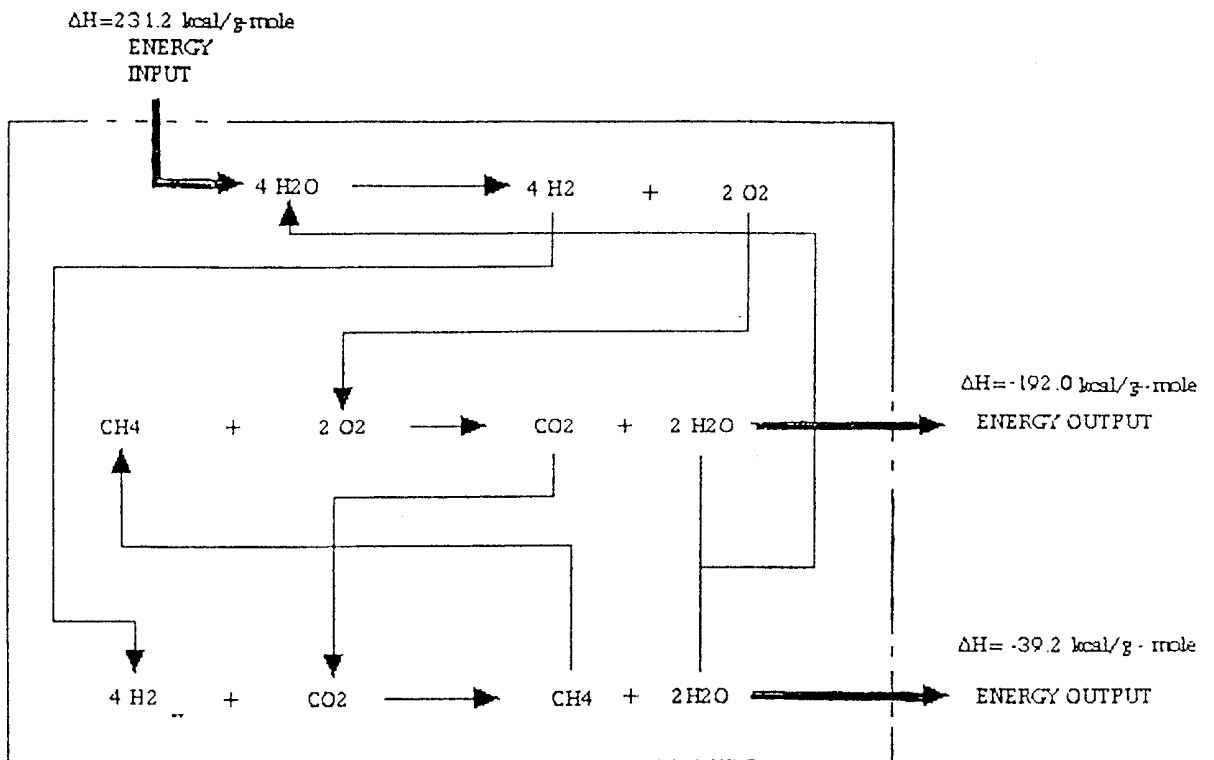 ΔH=231.2 kcal/g-mole
ENERGY
INPUT
4 H2O 4 H2 + 2 O2
ΔH=-192.0 kcal/g-mole
CH4 + 2 O2 CO2 + 2 H2O ENERGY OUTPUT
ΔH= -39.2 kcal/g - mole
4 H2 + CO2 CH4 + 2H2O ENERGY OUTPUT